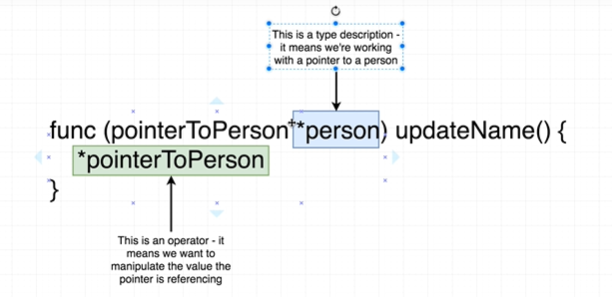 This is a type description -
it means we're working
with a pointer to a person
func (pointerToPerson *person) updateName() {
*pointerToPerson
}
This is an operator - it
means we want to
manipulate the value the
pointer is referencing